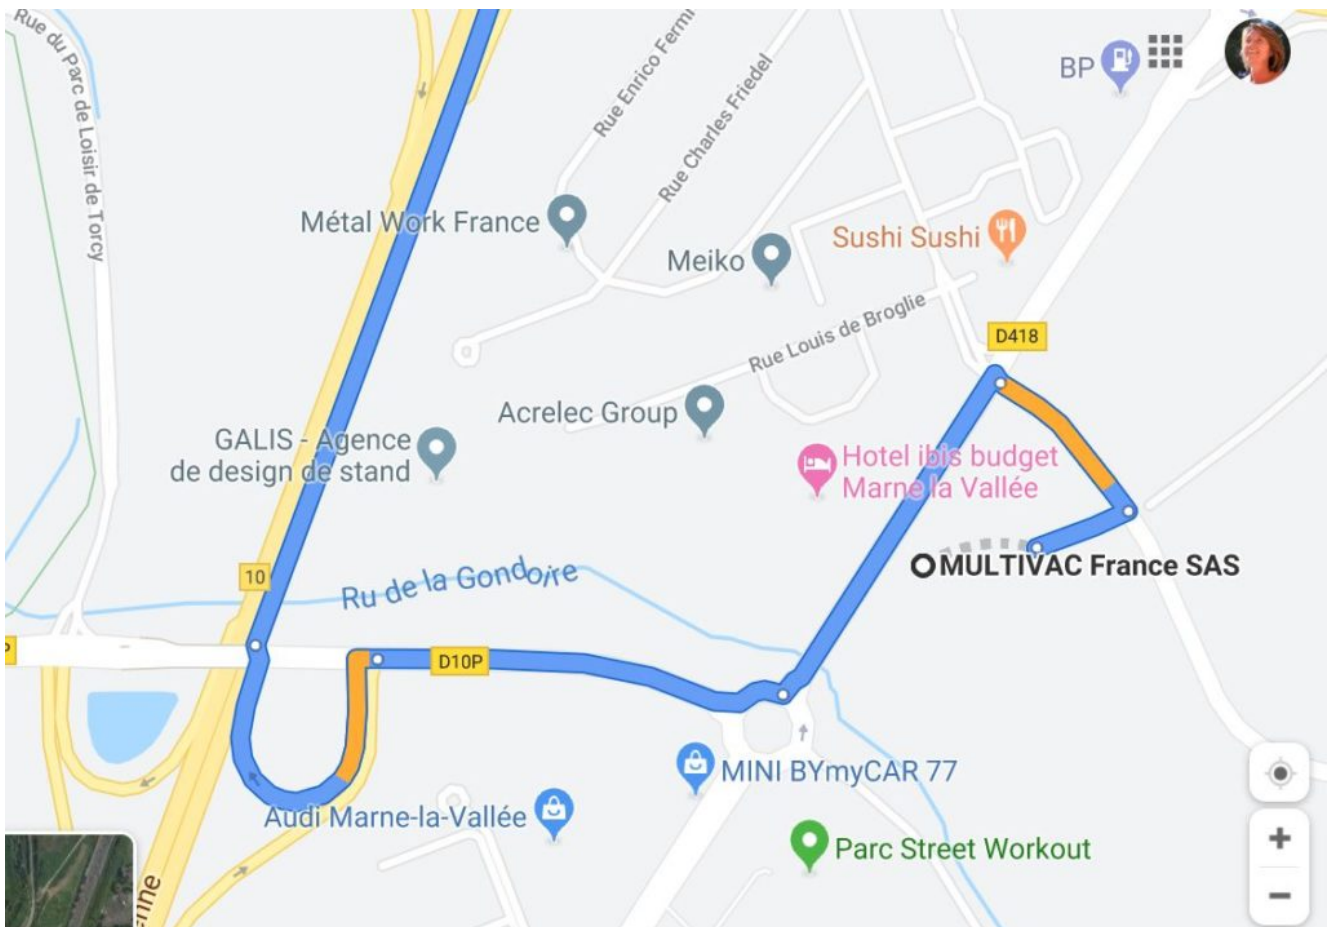 Rue du Parc de Loisir de Torcy
Rue Enrico Fermi
Rue Charles Friedel
BP
Métal Work France
Meiko
Sushi Sushi
Rue Louis de Broglie
D418
Acrelec Group
GALIS - Agence
de design de stand
Hotel ibis budget
Marne la Vallée
10
Ru de la Gondoire
MULTIVAC France SAS
D10P
MINI BYmyCAR 77
Audi Marne-la-Vallée
Parc Street Workout
+
−